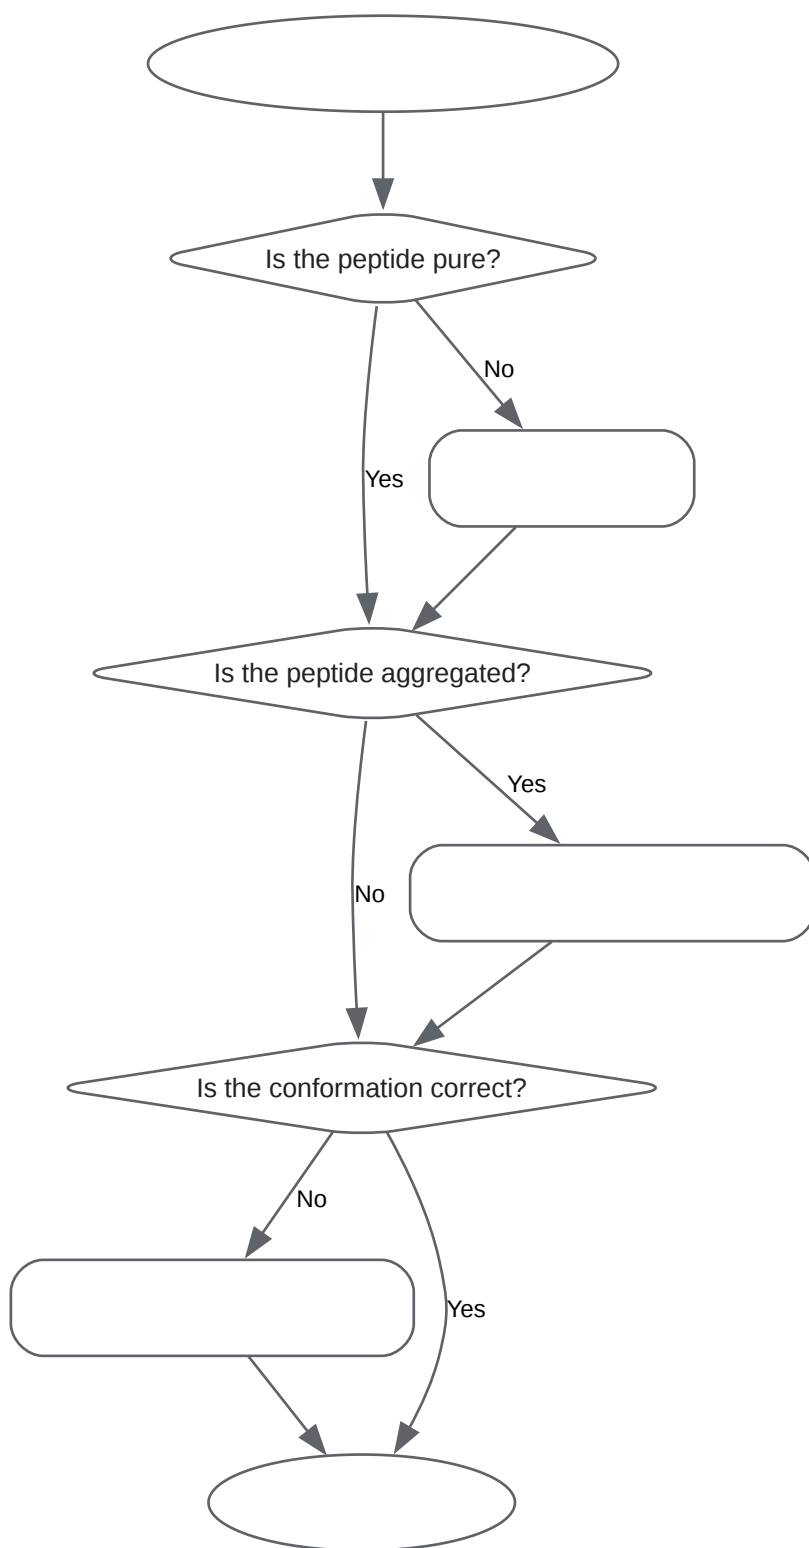 Is the peptide pure?
No
Yes
Is the peptide aggregated?
Yes
No
Is the conformation correct?
No
Yes